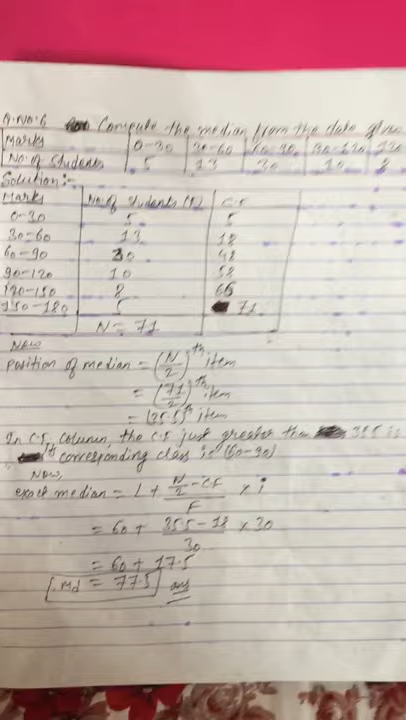 Q.No.6 Compute the median from the data given
Marks 0-30 30-60 60-90 90-120 120
No. of Students 5 13 30 10 8
Solution:-
Marks No. of students (f) C.f
0-30 5 5
30-60 13 18
60-90 30 48
90-120 10 58
120-150 8 66
150-180 5 71
N = 71
Now
Position of median = (N/2)th item
= (71/2)th item
= (35.5)th item
In C.f. column, the C.f just greater than 35.5 is
corresponding class is (60-90)
Now,
exact median = L + N/2 - CF / F × i
= 60 + 35.5 - 18 / 30 × 30
= 60 + 17.5
∴ Md = 77.5 ans